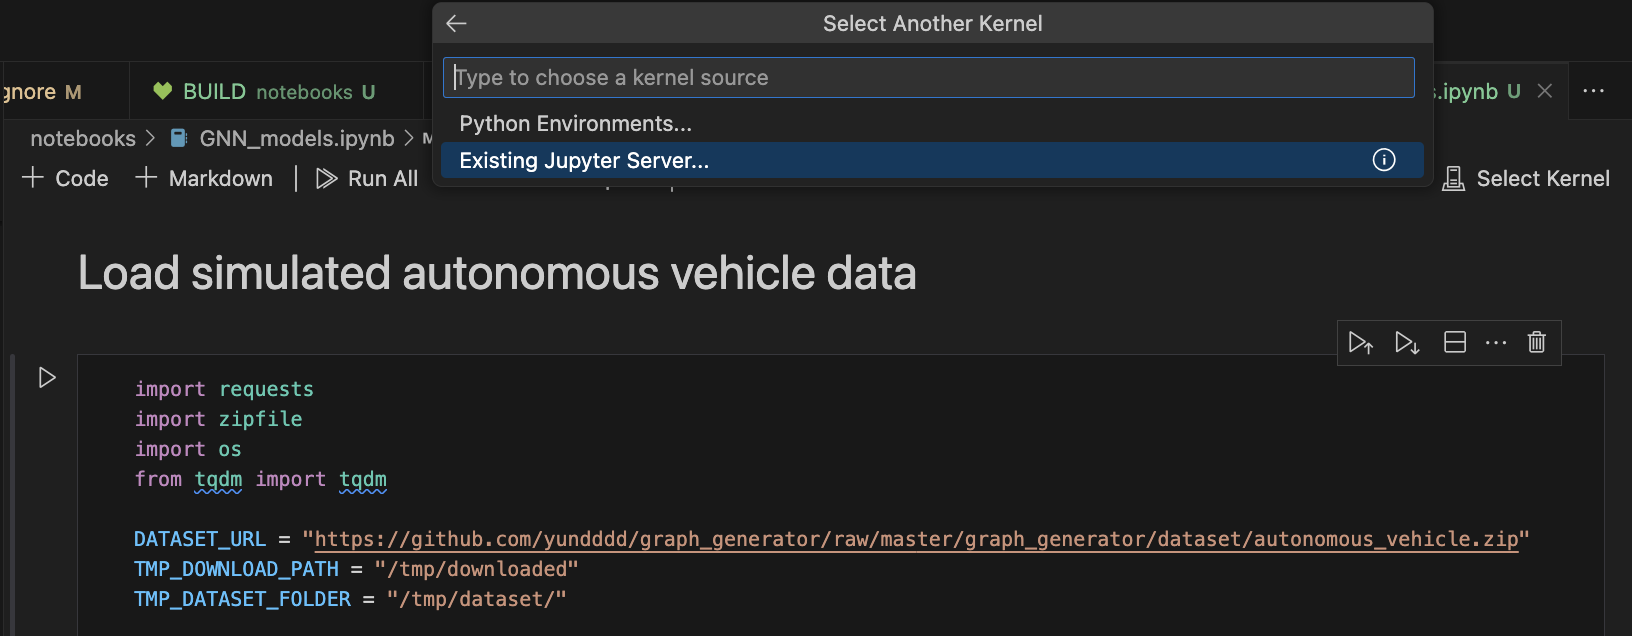 Select Another Kernel
Type to choose a kernel source
Python Environments...
Existing Jupyter Server...
gnore M
BUILD notebooks U
s.ipynb U
notebooks > GNN_models.ipynb > M
Code
Markdown
Run All
Select Kernel
Load simulated autonomous vehicle data
import requests
import zipfile
import os
from tqdm import tqdm
DATASET_URL = "https://github.com/yundddd/graph_generator/raw/master/graph_generator/dataset/autonomous_vehicle.zip"
TMP_DOWNLOAD_PATH = "/tmp/downloaded"
TMP_DATASET_FOLDER = "/tmp/dataset/"